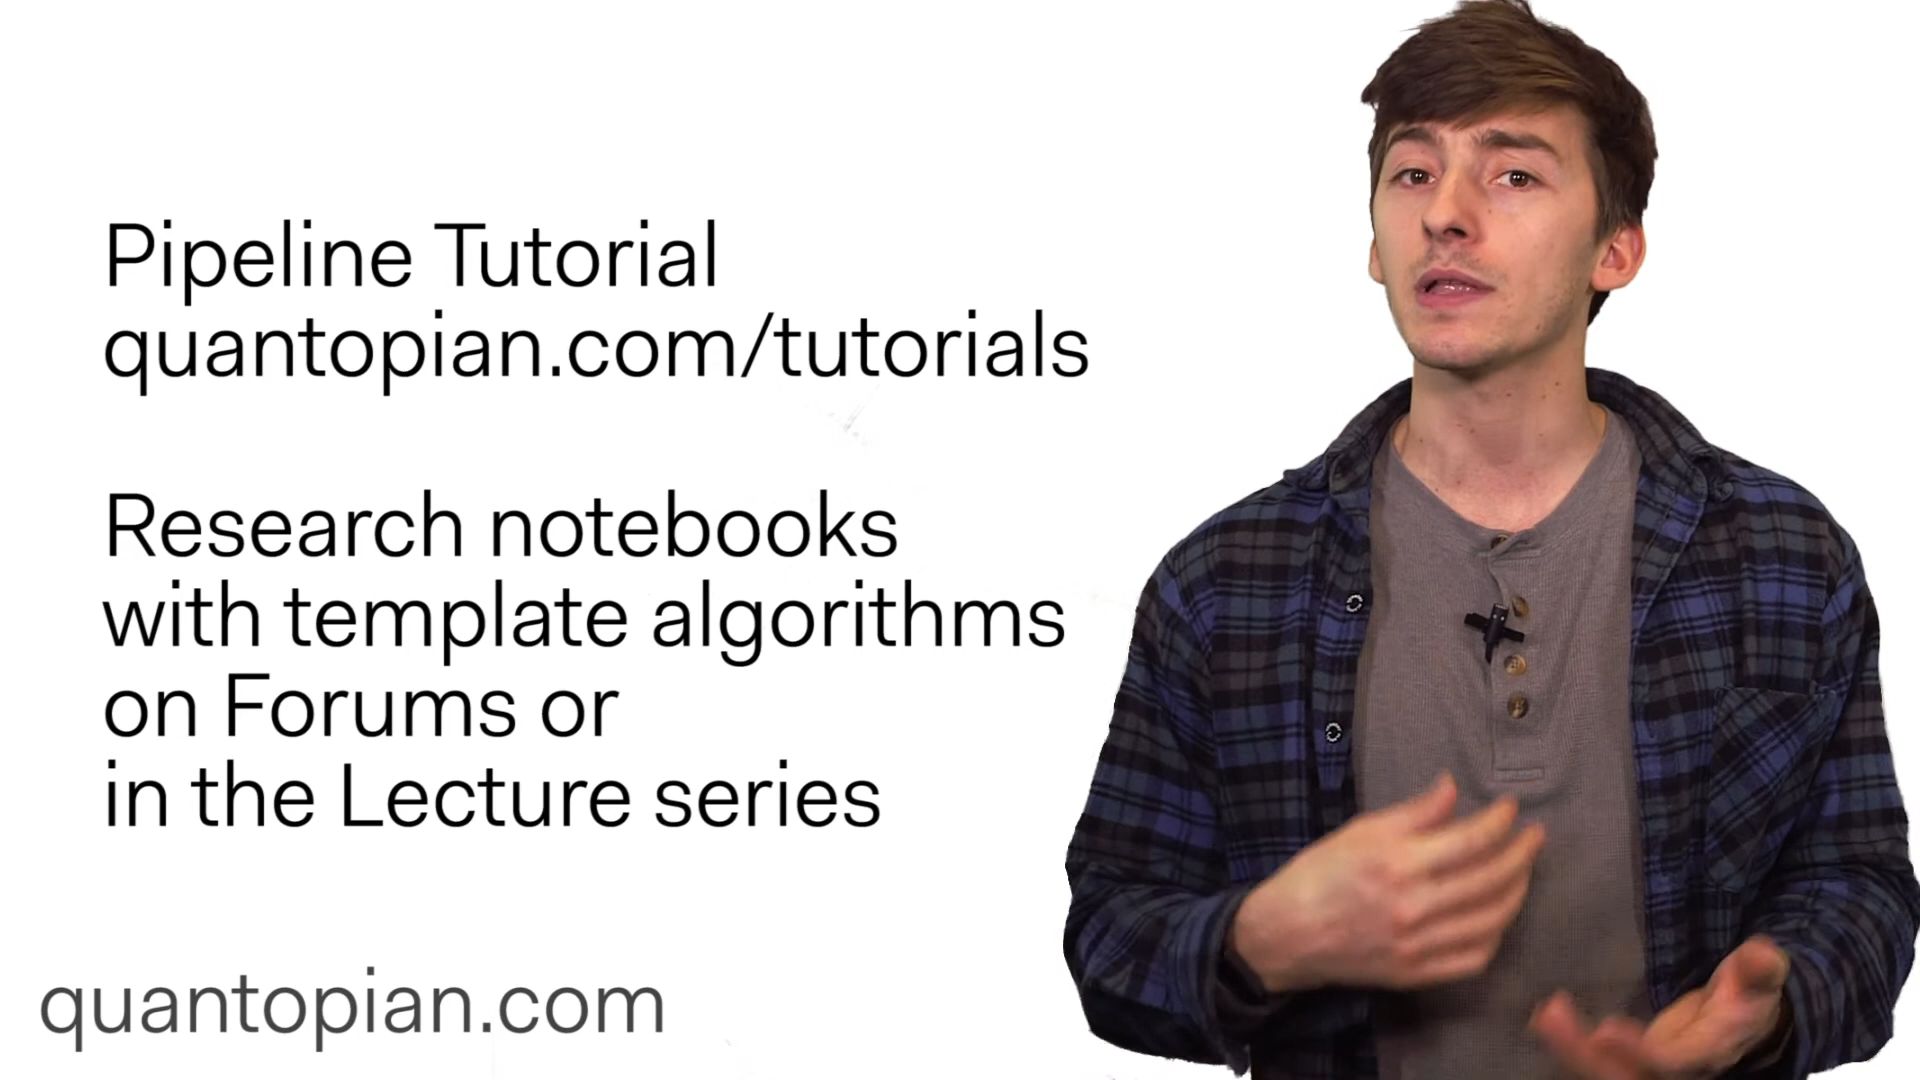 Pipeline Tutorial
quantopian.com/tutorials
Research notebooks
with template algorithms
on Forums or
in the Lecture series
quantopian.com